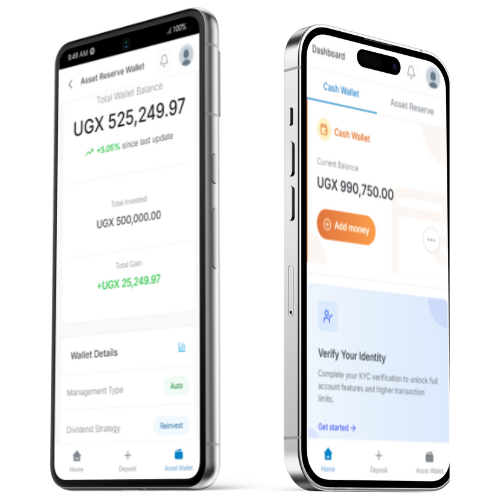 9:49 AM
100%
Asset Reserve Wallet
Total Wallet Balance
UGX 525,249.97
+5.05% since last update
Total Invested
UGX 500,000.00
Total Gain
+UGX 25,249.97
Wallet Details
Management Type
Auto
Dividend Strategy
Reinvest
Home
Deposit
Asset Wallet
Dashboard
Cash Wallet
Asset Reserve
Cash Wallet
Current Balance
UGX 990,750.00
Add money
Verify Your Identity
Complete your KYC verification to unlock full
account features and higher transaction
limits.
Get started →
Home
Deposit
Asset Wallet